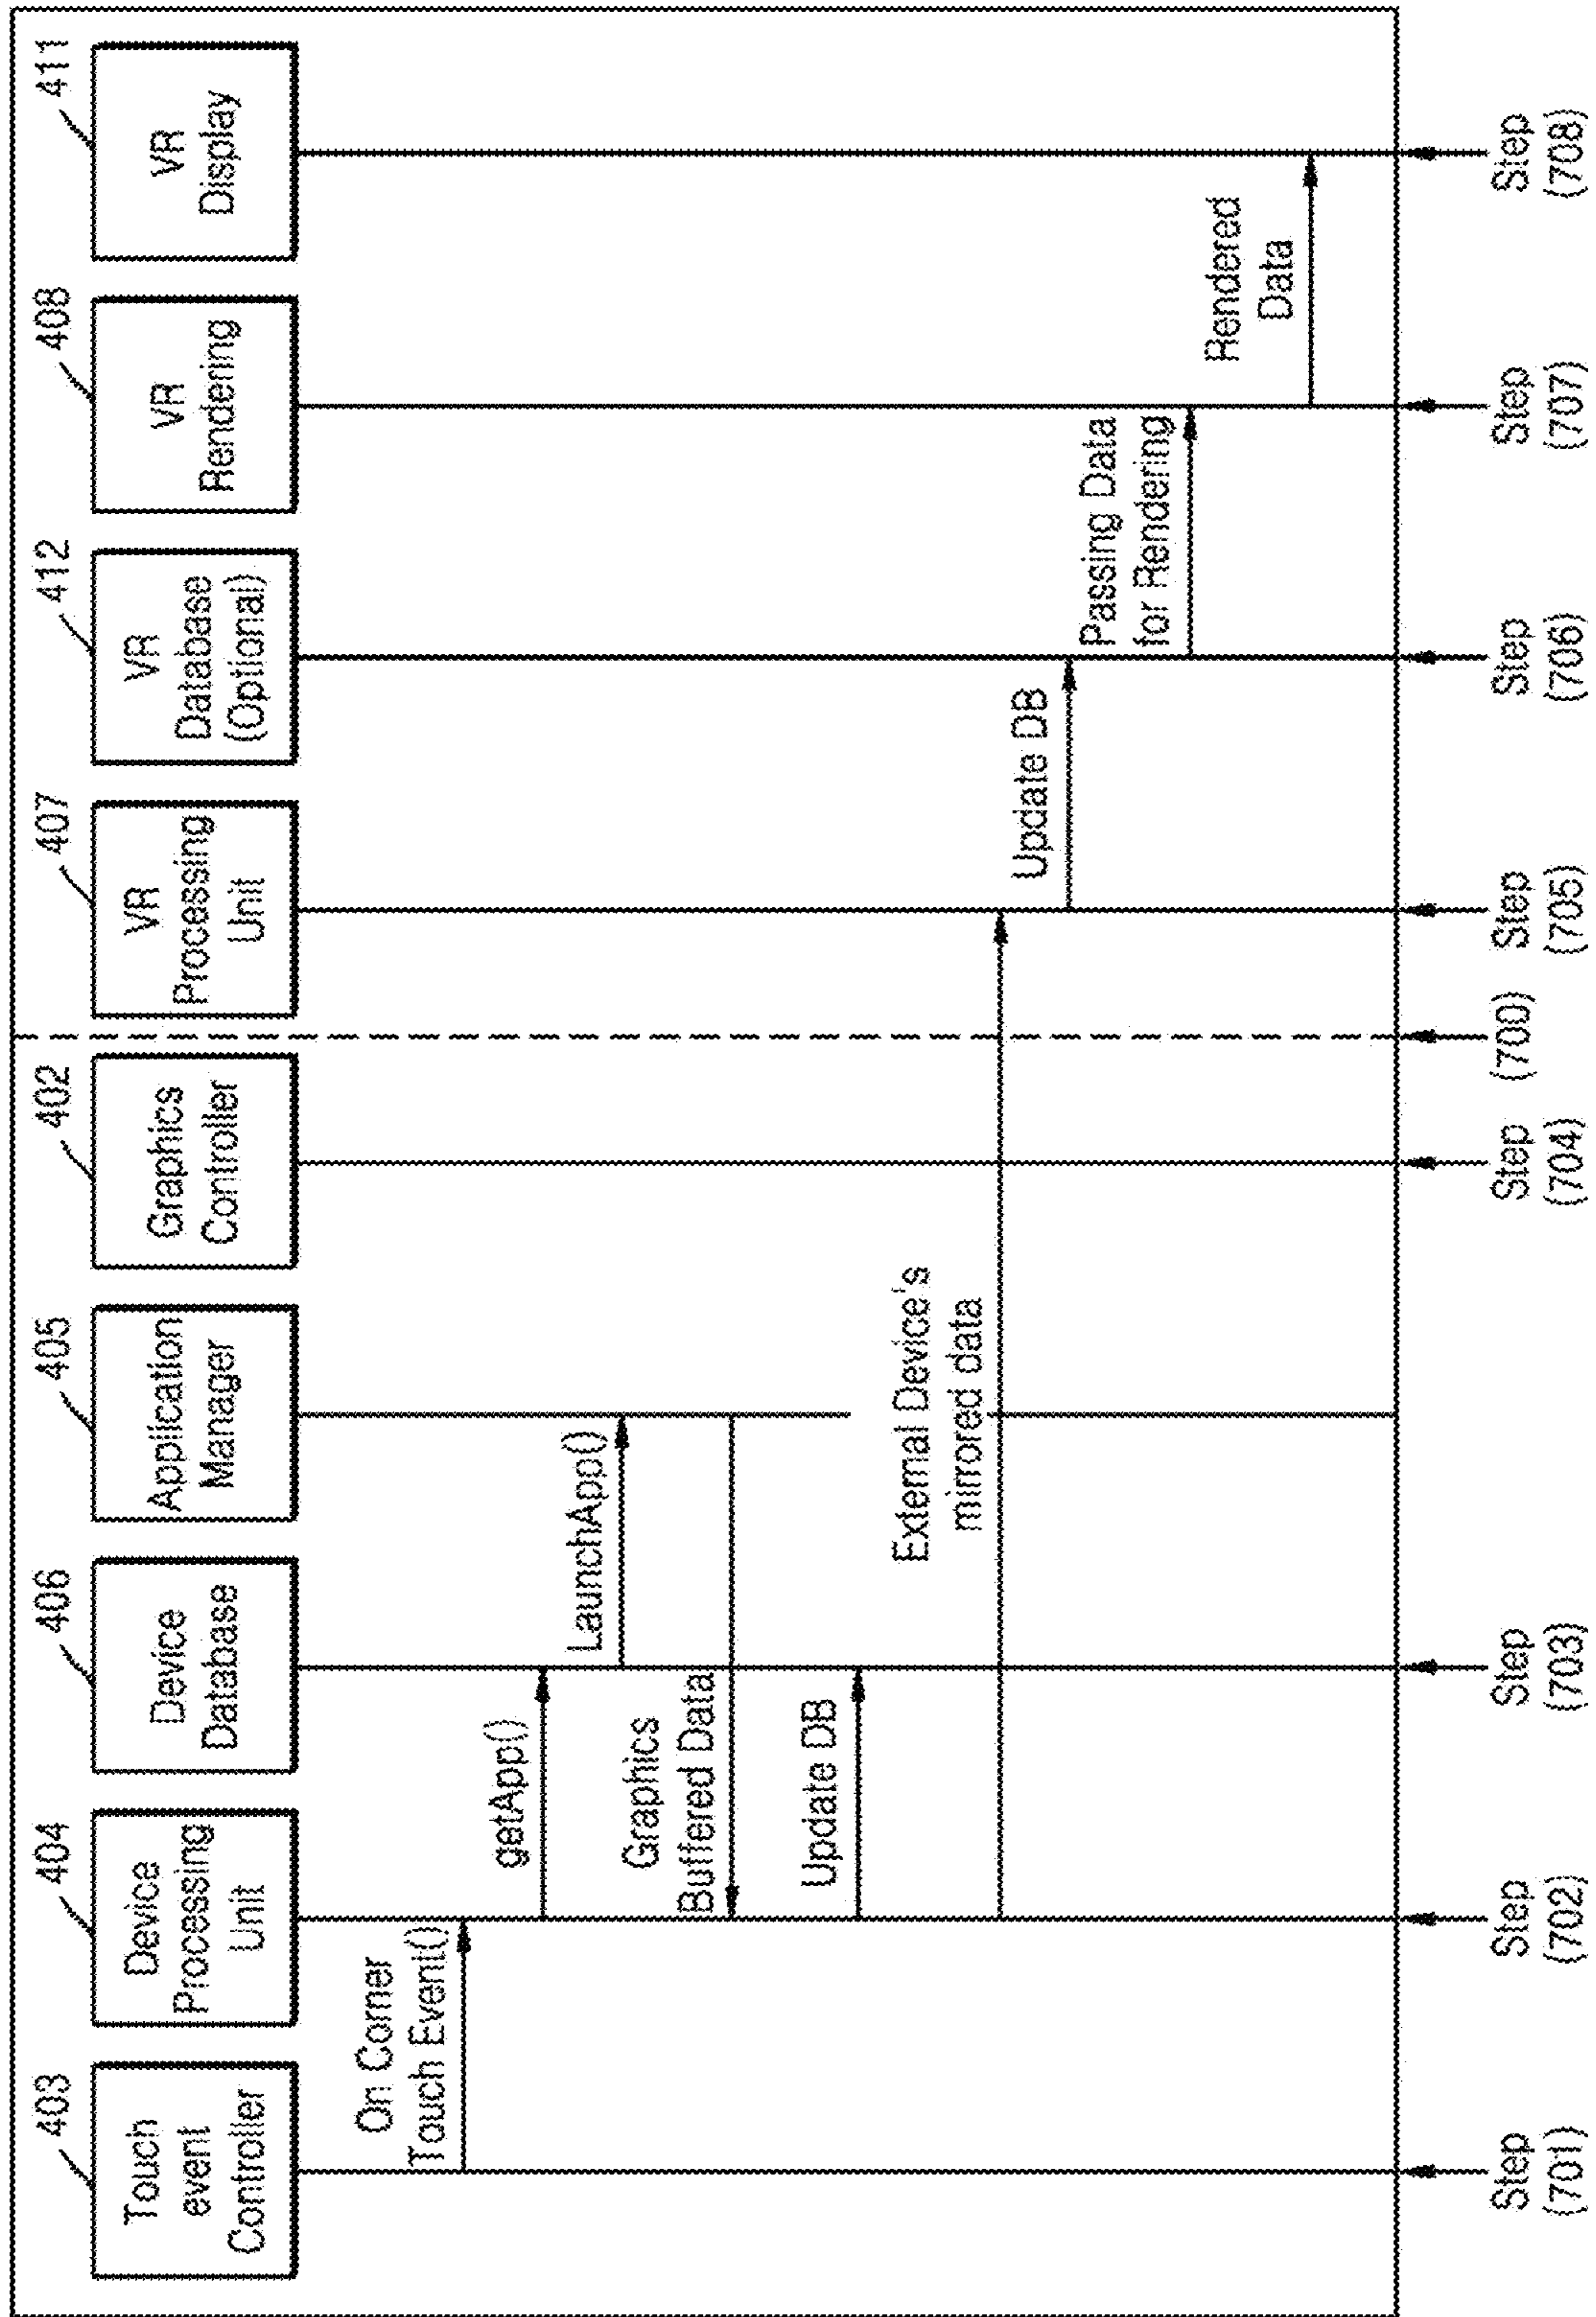 403
Touch
event
Controller
404
Device
Processing
Unit
406
Device
Database
405
Application
Manager
402
Graphics
Controller
407
VR
Processing
Unit
412
VR
Database
(Optional)
408
VR
Rendering
411
VR
Display
On Corner
Touch Event()
getApp()
LaunchApp()
Graphics
Buffered Data
Update DB
External Device's
mirrored data
Update DB
Passing Data
for Rendering
Rendered
Data
Step
(701)
Step
(702)
Step
(703)
Step
(704)
(700)
Step
(705)
Step
(706)
Step
(707)
Step
(708)